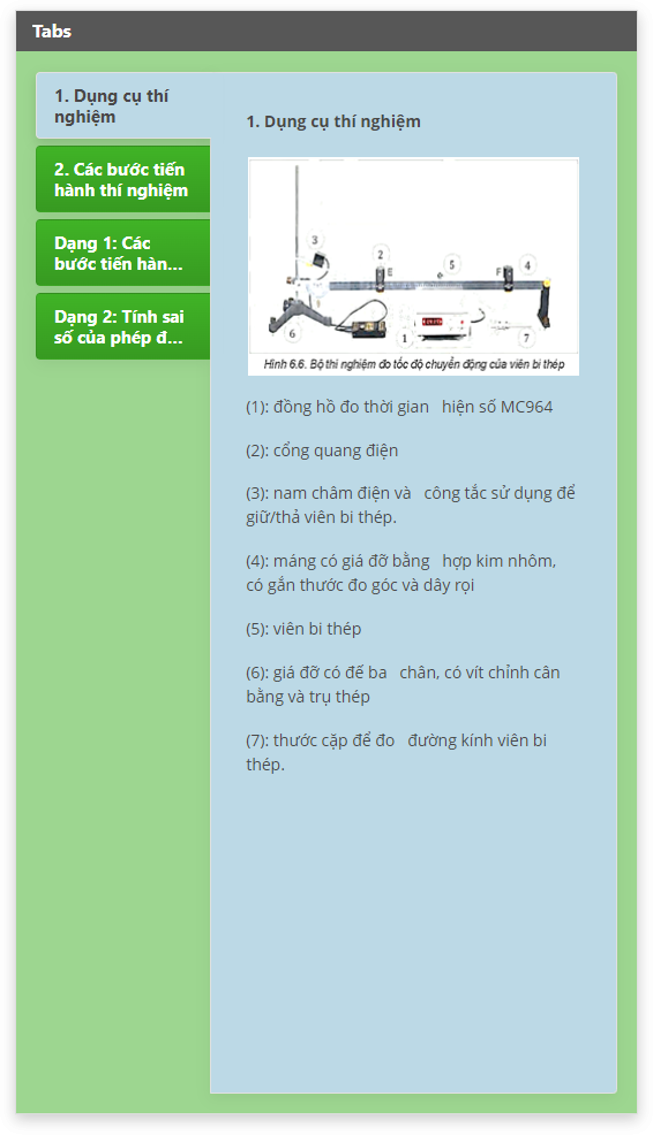 Tabs
1. Dụng cụ thí
nghiệm
2. Các bước tiến
hành thí nghiệm
Dạng 1: Các
bước tiến hàn...
Dạng 2: Tính sai
số của phép đ...
1. Dụng cụ thí nghiệm
3
2
E
5
F
4
6
1
7
Hình 6.6. Bộ thí nghiệm đo tốc độ chuyển động của viên bi thép
(1): đồng hồ đo thời gian hiện số MC964
(2): cổng quang điện
(3): nam châm điện và công tắc sử dụng để
giữ/thả viên bi thép.
(4): máng có giá đỡ bằng hợp kim nhôm,
có gắn thước đo góc và dây rọi
(5): viên bi thép
(6): giá đỡ có đế ba chân, có vít chỉnh cân
bằng và trụ thép
(7): thước cặp để đo đường kính viên bi
thép.